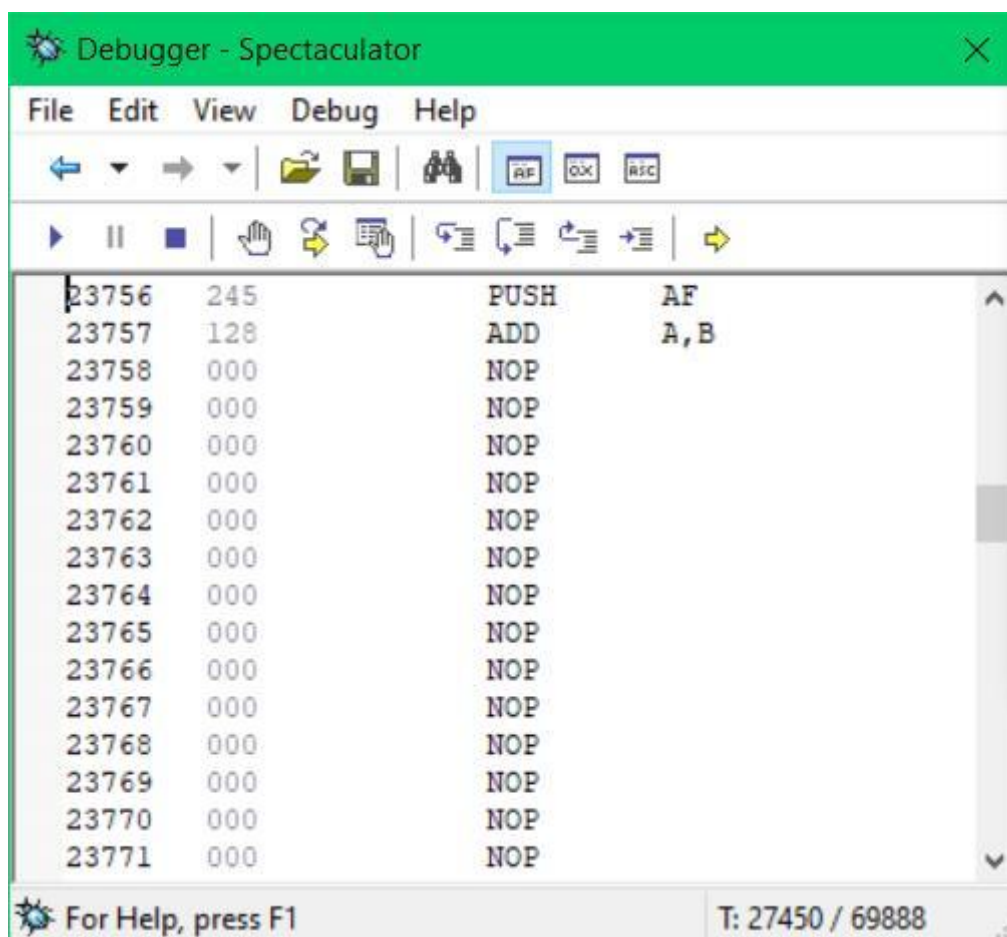 Debugger - Spectaculator
File Edit View Debug Help
AF 0X ASC
23756 245 PUSH AF
23757 128 ADD A,B
23758 000 NOP
23759 000 NOP
23760 000 NOP
23761 000 NOP
23762 000 NOP
23763 000 NOP
23764 000 NOP
23765 000 NOP
23766 000 NOP
23767 000 NOP
23768 000 NOP
23769 000 NOP
23770 000 NOP
23771 000 NOP
For Help, press F1 T: 27450 / 69888